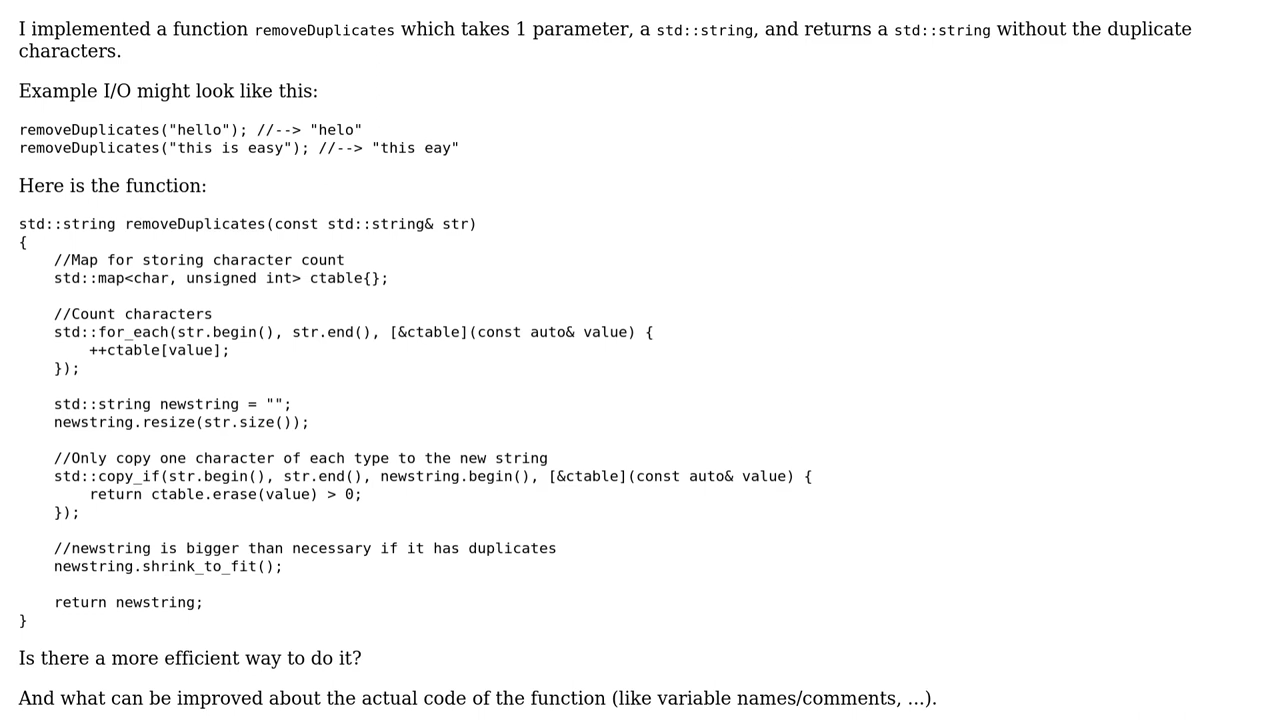 I implemented a function removeDuplicates which takes 1 parameter, a std::string, and returns a std::string without the duplicate
characters.
Example I/O might look like this:
removeDuplicates("hello"); //--> "helo"
removeDuplicates("this is easy"); //--> "this eay"
Here is the function:
std::string removeDuplicates(const std::string& str)
{
    //Map for storing character count
    std::map<char, unsigned int> ctable{};
    //Count characters
    std::for_each(str.begin(), str.end(), [&ctable](const auto& value) {
        ++ctable[value];
    });
    std::string newstring = "";
    newstring.resize(str.size());
    //Only copy one character of each type to the new string
    std::copy_if(str.begin(), str.end(), newstring.begin(), [&ctable](const auto& value) {
        return ctable.erase(value) > 0;
    });
    //newstring is bigger than necessary if it has duplicates
    newstring.shrink_to_fit();
    return newstring;
}
Is there a more efficient way to do it?
And what can be improved about the actual code of the function (like variable names/comments, ...).